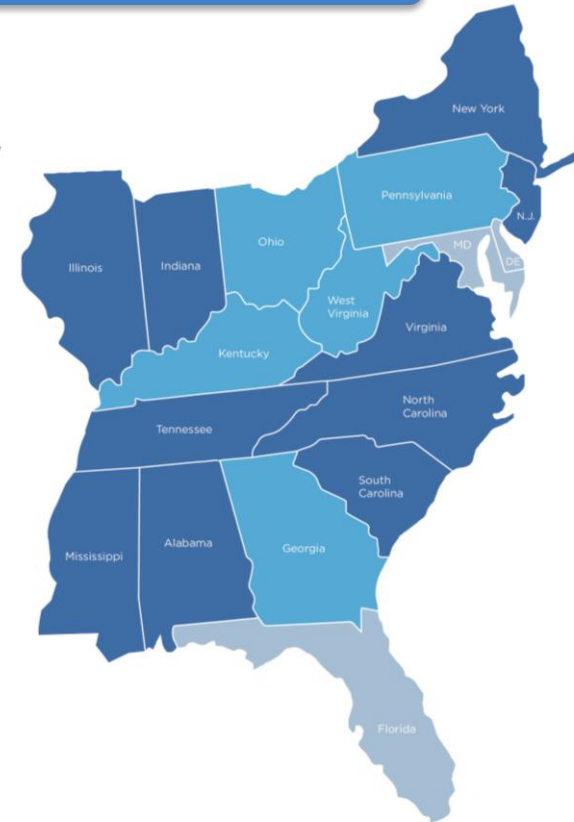 New York
Pennsylvania
N.J.
Ohio
MD
DE
Illinois
Indiana
West
Virginia
Virginia
Kentucky
North
Carolina
Tennessee
South
Carolina
Mississippi
Alabama
Georgia
Florida